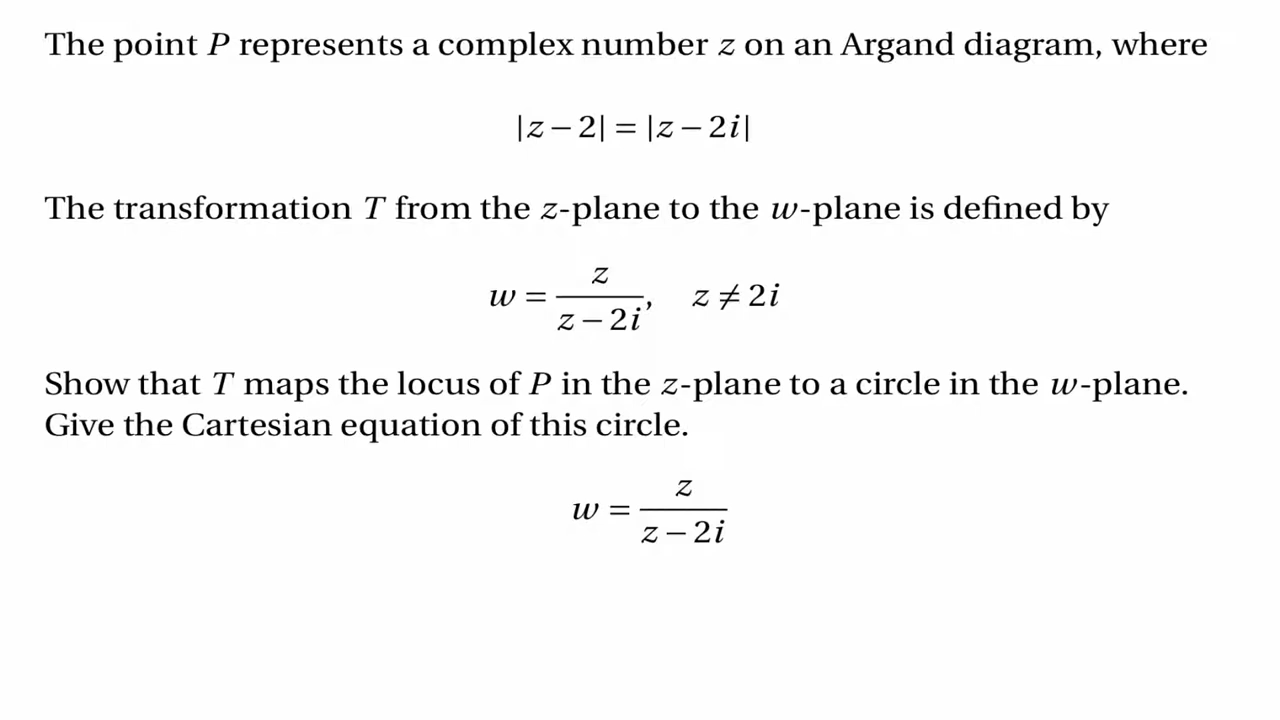 The point P represents a complex number z on an Argand diagram, where
|z − 2| = |z − 2i|
The transformation T from the z-plane to the w-plane is defined by
w = z / (z − 2i), z ≠ 2i
Show that T maps the locus of P in the z-plane to a circle in the w-plane.
Give the Cartesian equation of this circle.
w = z / (z − 2i)